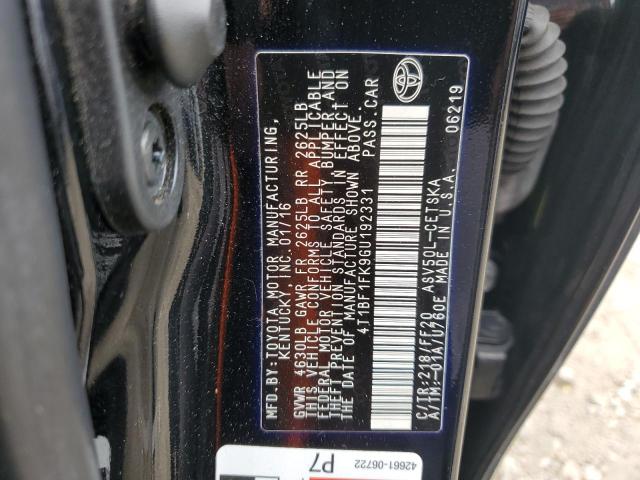 MFD.BY:TOYOTA MOTOR MANUFACTURING,
KENTUCKY, INC. 01/16
GVWR 4630LB GAWR FR 2625LB RR 2625LB
THIS VEHICLE CONFORMS TO ALL APPLICABLE
FEDERAL MOTOR VEHICLE SAFETY, BUMPER, AND
THEFT PREVENTION STANDARDS IN EFFECT ON
THE DATE OF MANUFACTURE SHOWN ABOVE.
4T1BF1FK9GU192331 PASS.CAR
C/TR:218/FF20 ASV50L-CETSKA
A/TM:-01A/U760E MADE IN U.S.A.
06219
42661-06722
P7